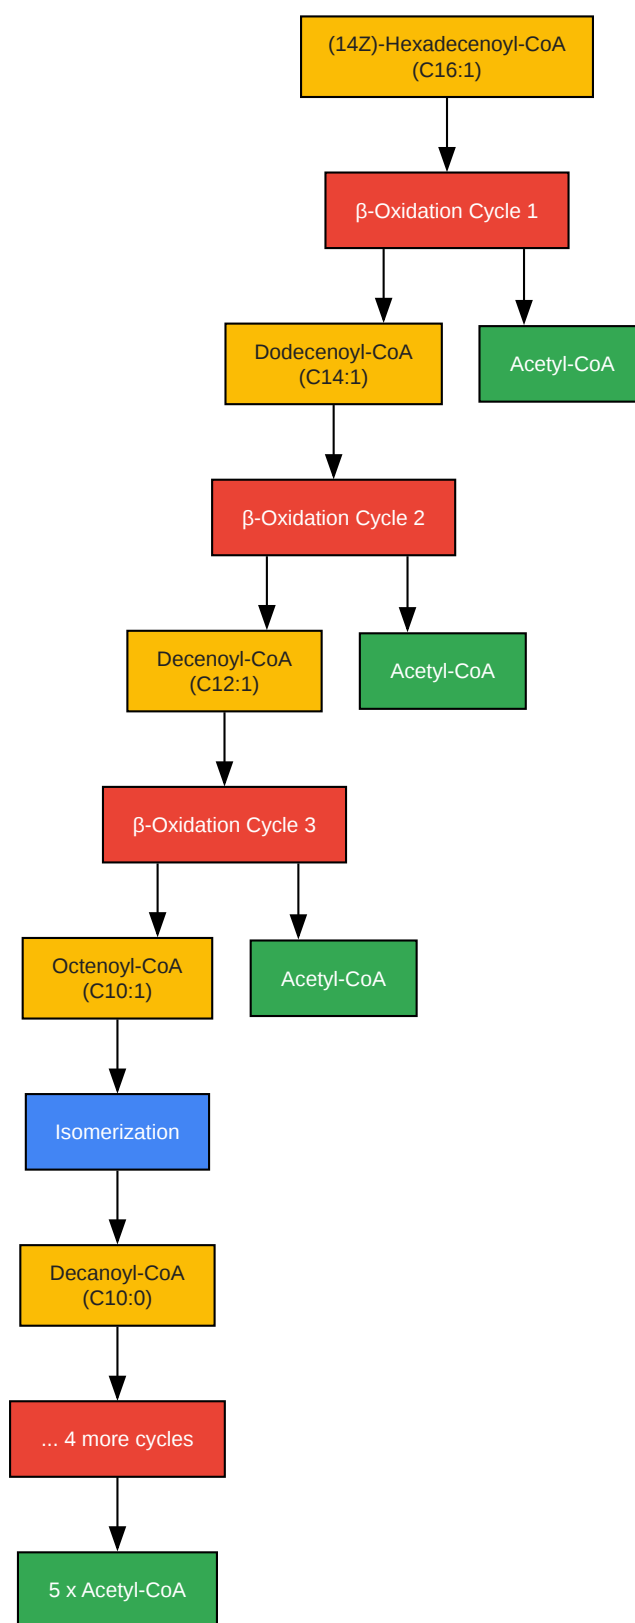 (14Z)-Hexadecenoyl-CoA
(C16:1)
β-Oxidation Cycle 1
Dodecenoyl-CoA
(C14:1)
Acetyl-CoA
β-Oxidation Cycle 2
Decenoyl-CoA
(C12:1)
Acetyl-CoA
β-Oxidation Cycle 3
Octenoyl-CoA
(C10:1)
Acetyl-CoA
Isomerization
Decanoyl-CoA
(C10:0)
... 4 more cycles
5 x Acetyl-CoA